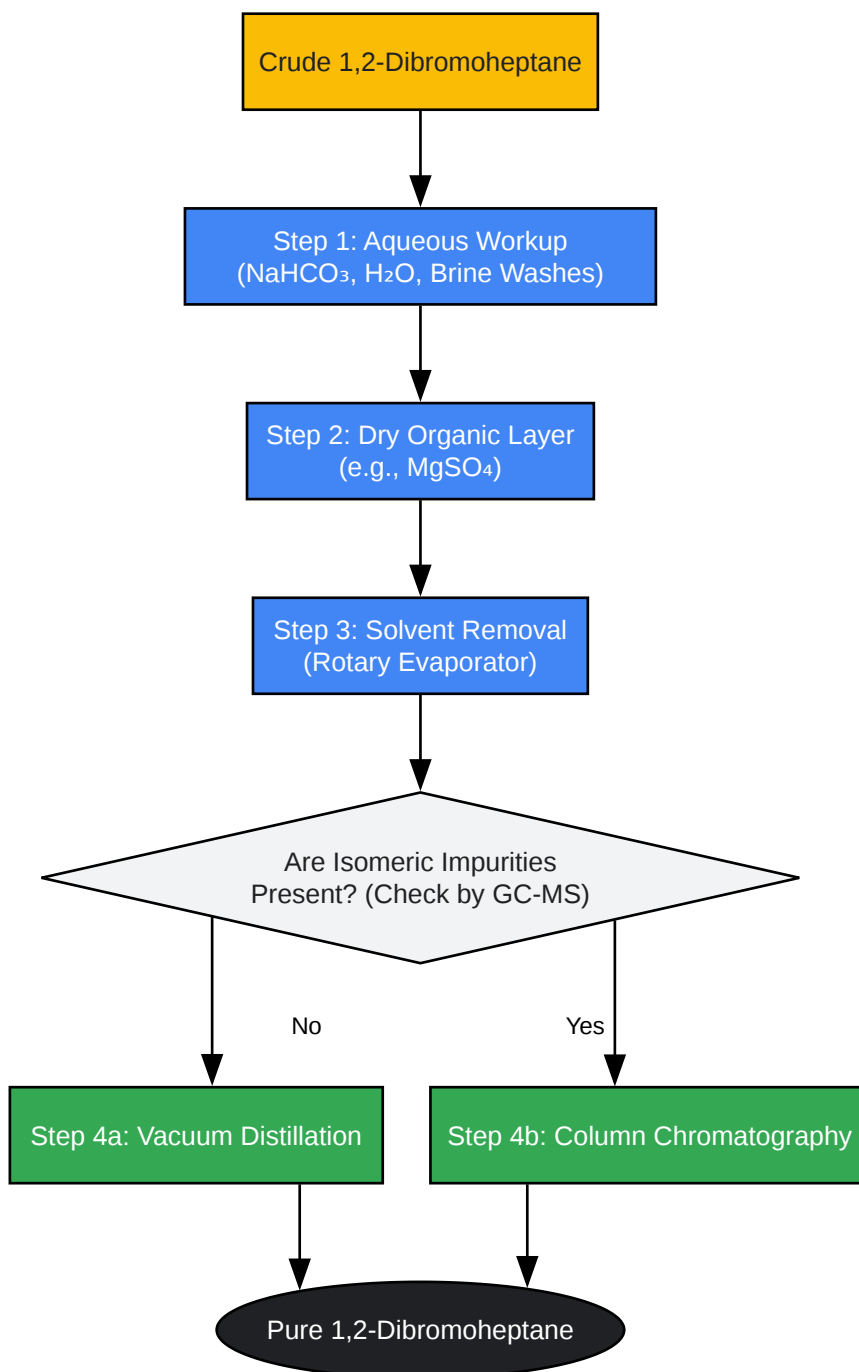 Crude 1,2-Dibromoheptane
Step 1: Aqueous Workup
(NaHCO₃, H₂O, Brine Washes)
Step 2: Dry Organic Layer
(e.g., MgSO₄)
Step 3: Solvent Removal
(Rotary Evaporator)
Are Isomeric Impurities
Present? (Check by GC-MS)
No
Yes
Step 4a: Vacuum Distillation
Step 4b: Column Chromatography
Pure 1,2-Dibromoheptane